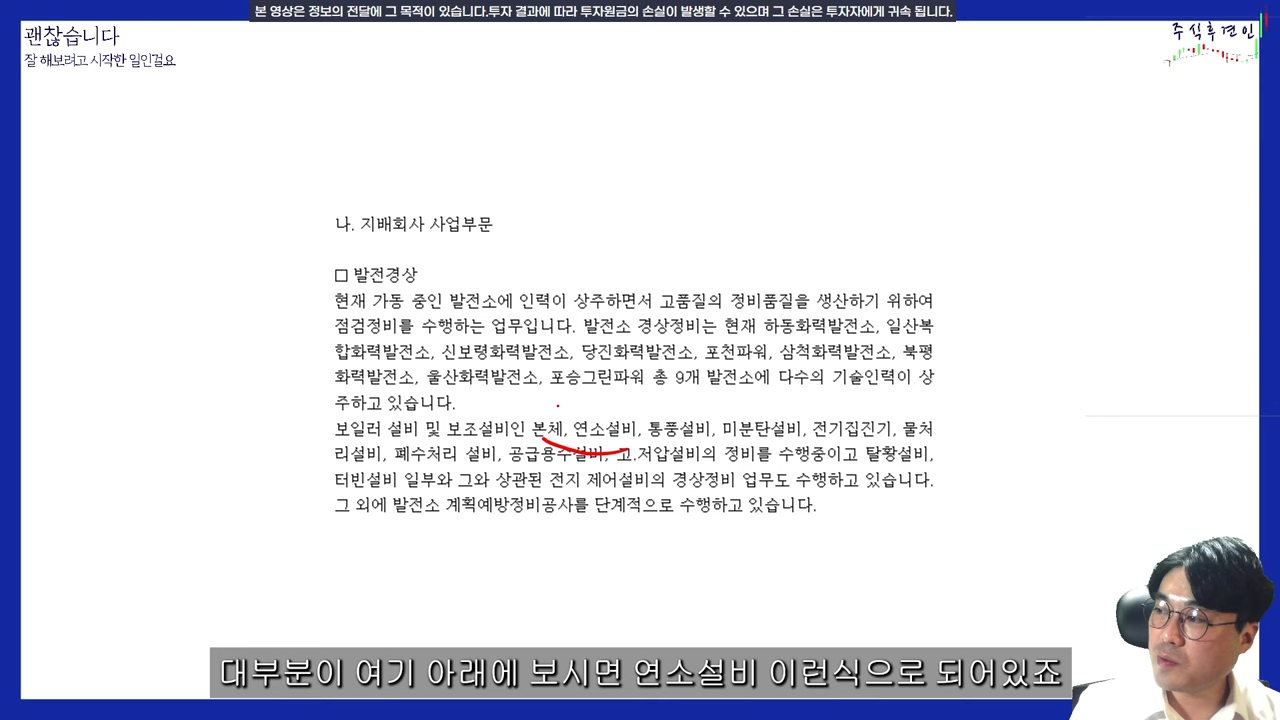 본 영상은 정보의 전달에 그 목적이 있습니다.투자 결과에 따라 투자원금의 손실이 발생할 수 있으며 그 손실은 투자자에게 귀속 됩니다.
괜찮습니다
잘 해보려고 시작한 일인걸요
주식후견인
나. 지배회사 사업부문
□ 발전경상
현재 가동 중인 발전소에 인력이 상주하면서 고품질의 정비품질을 생산하기 위하여
점검정비를 수행하는 업무입니다. 발전소 경상정비는 현재 하동화력발전소, 일산복
합화력발전소, 신보령화력발전소, 당진화력발전소, 포천파워, 삼척화력발전소, 북평
화력발전소, 울산화력발전소, 포승그린파워 총 9개 발전소에 다수의 기술인력이 상
주하고 있습니다.
보일러 설비 및 보조설비인 본체, 연소설비, 통풍설비, 미분탄설비, 전기집진기, 물처
리설비, 폐수처리 설비, 공급용수설비, 고.저압설비의 정비를 수행중이고 탈황설비,
터빈설비 일부와 그와 상관된 전지 제어설비의 경상정비 업무도 수행하고 있습니다.
그 외에 발전소 계획예방정비공사를 단계적으로 수행하고 있습니다.
대부분이 여기 아래에 보시면 연소설비 이런식으로 되어있죠